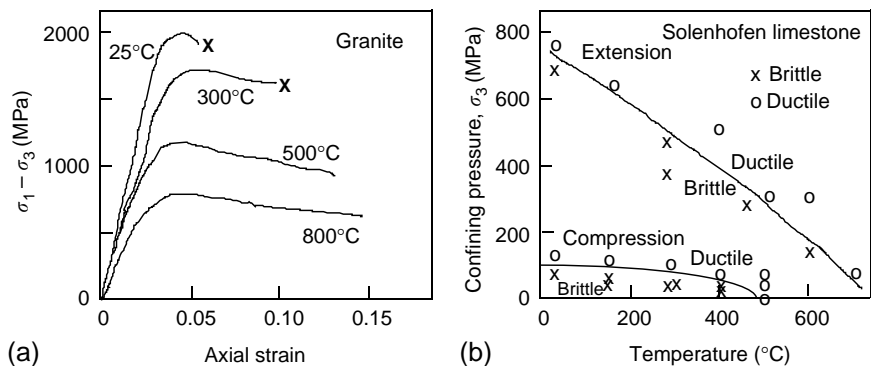 2000
1000
0
0
0.05
0.10
0.15
σ1 – σ3 (MPa)
Axial strain
Granite
25°C
X
300°C
X
500°C
800°C
(a)
800
600
400
200
0
0
200
400
600
Confining pressure, σ3 (MPa)
Temperature (°C)
Solenhofen limestone
x Brittle
o Ductile
Extension
Ductile
Brittle
Compression
Ductile
Brittle
(b)